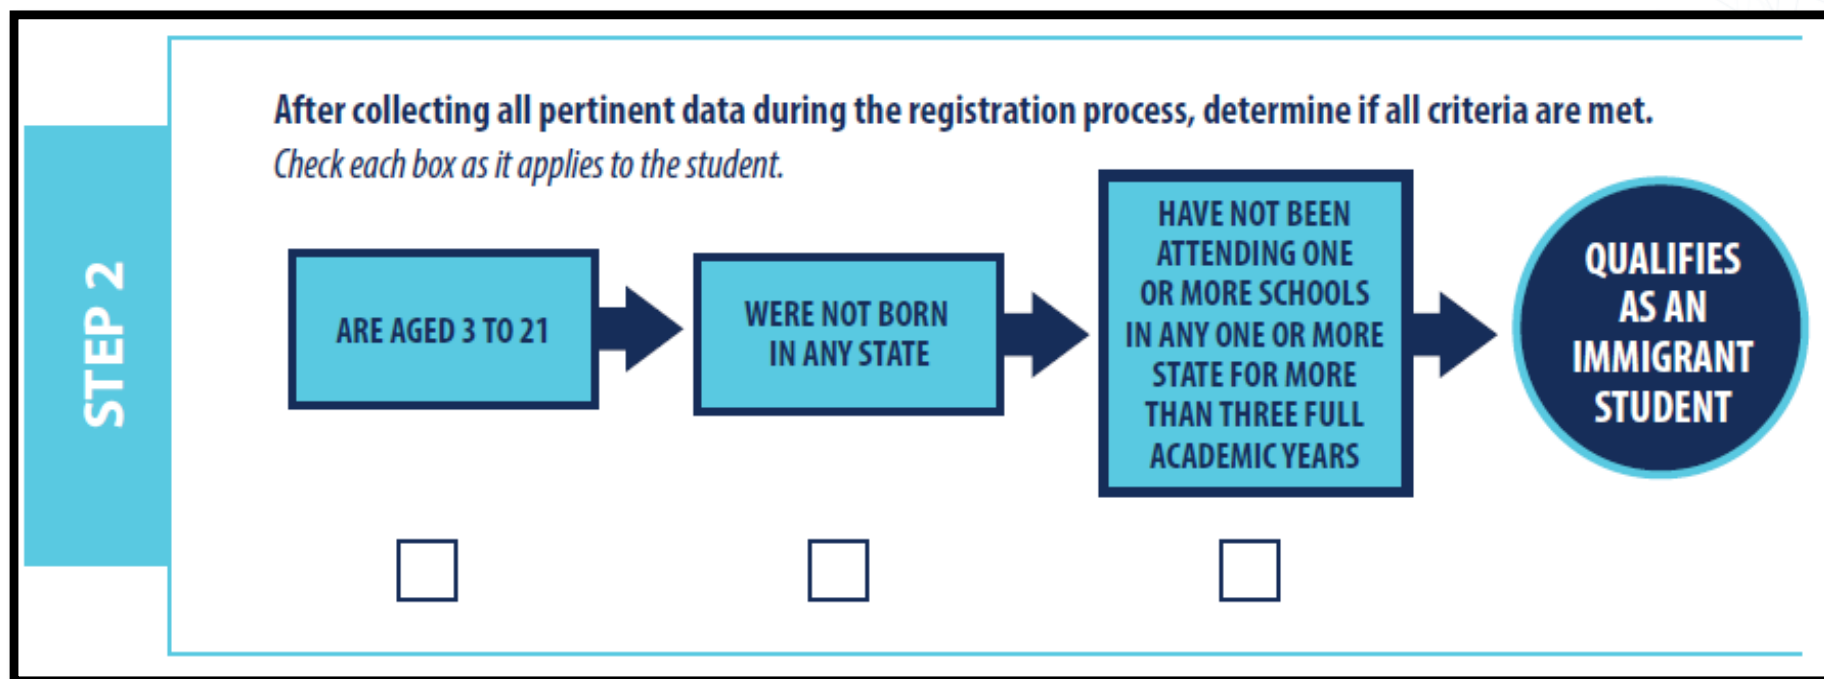 STEP 2
After collecting all pertinent data during the registration process, determine if all criteria are met.
Check each box as it applies to the student.
ARE AGED 3 TO 21
WERE NOT BORN
IN ANY STATE
HAVE NOT BEEN
ATTENDING ONE
OR MORE SCHOOLS
IN ANY ONE OR MORE
STATE FOR MORE
THAN THREE FULL
ACADEMIC YEARS
QUALIFIES
AS AN
IMMIGRANT
STUDENT